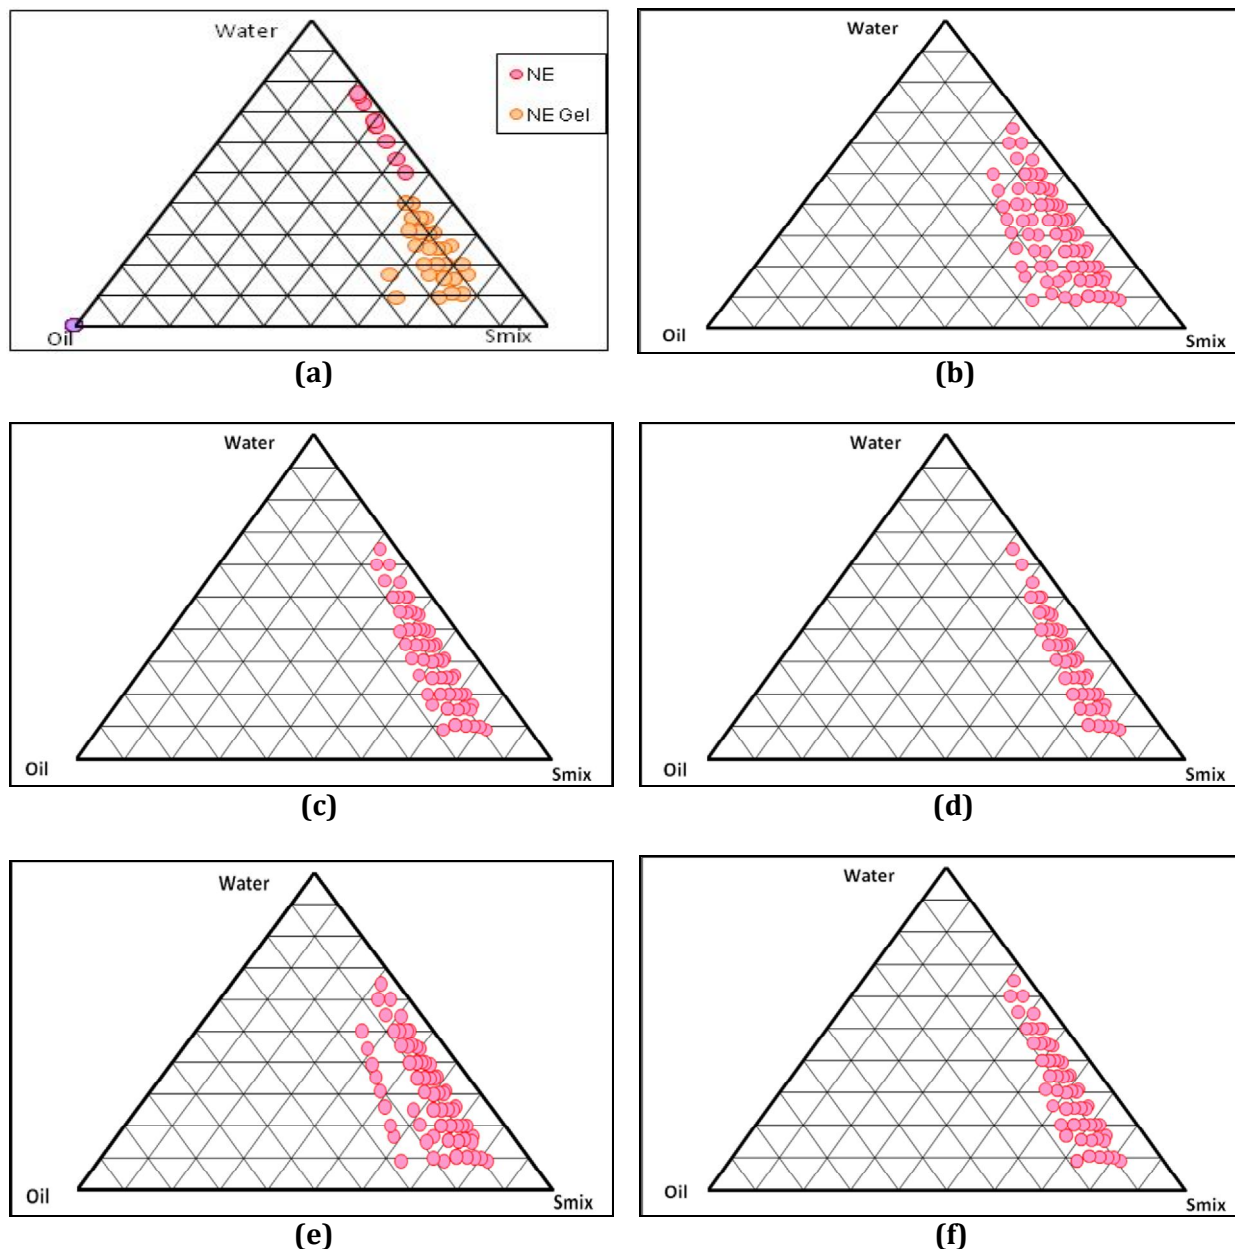 Water
NE
NE Gel
Oil
Smix
(a)
Water
Oil
Smix
(b)
Water
Oil
Smix
(c)
Water
Oil
Smix
(d)
Water
Oil
Smix
(e)
Water
Oil
Smix
(f)